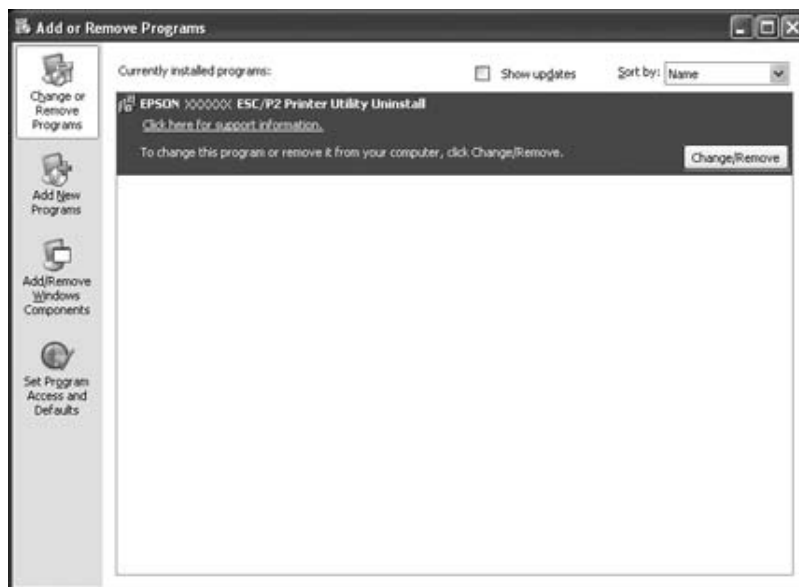 Add or Remove Programs
Currently installed programs:
Show updates
Sort by: Name
Change or
Remove
Programs
EPSON XXXXXX ESC/P2 Printer Utility Uninstall
Click here for support information.
To change this program or remove it from your computer, click Change/Remove.
Change/Remove
Add New
Programs
Add/Remove
Windows
Components
Set Program
Access and
Defaults